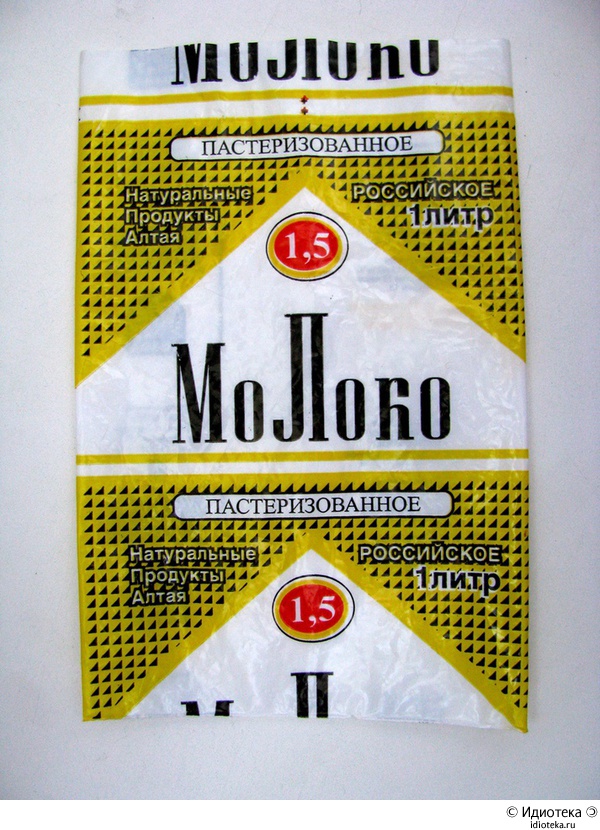 МоЛоко
ПАСТЕРИЗОВАННОЕ
Натуральные
Продукты
Алтая
РОССИЙСКОЕ
1литр
1,5
МоЛоко
ПАСТЕРИЗОВАННОЕ
Натуральные
Продукты
Алтая
РОССИЙСКОЕ
1литр
1,5
© Идиотека
idioteka.ru